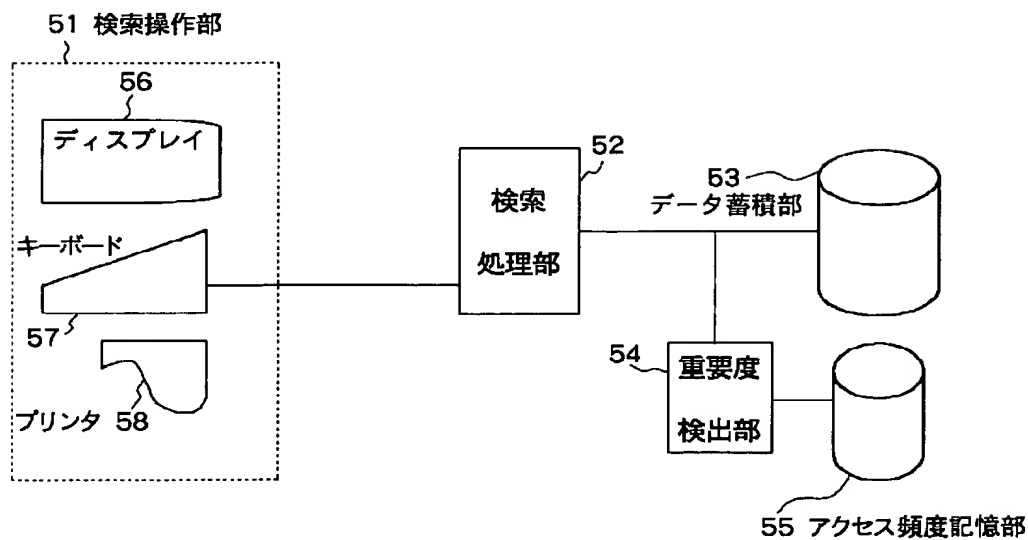 51 検索操作部
56
ディスプレイ
キーボード
57
プリンタ 58
52
検索
処理部
53
データ蓄積部
54
重要度
検出部
55 アクセス頻度記憶部